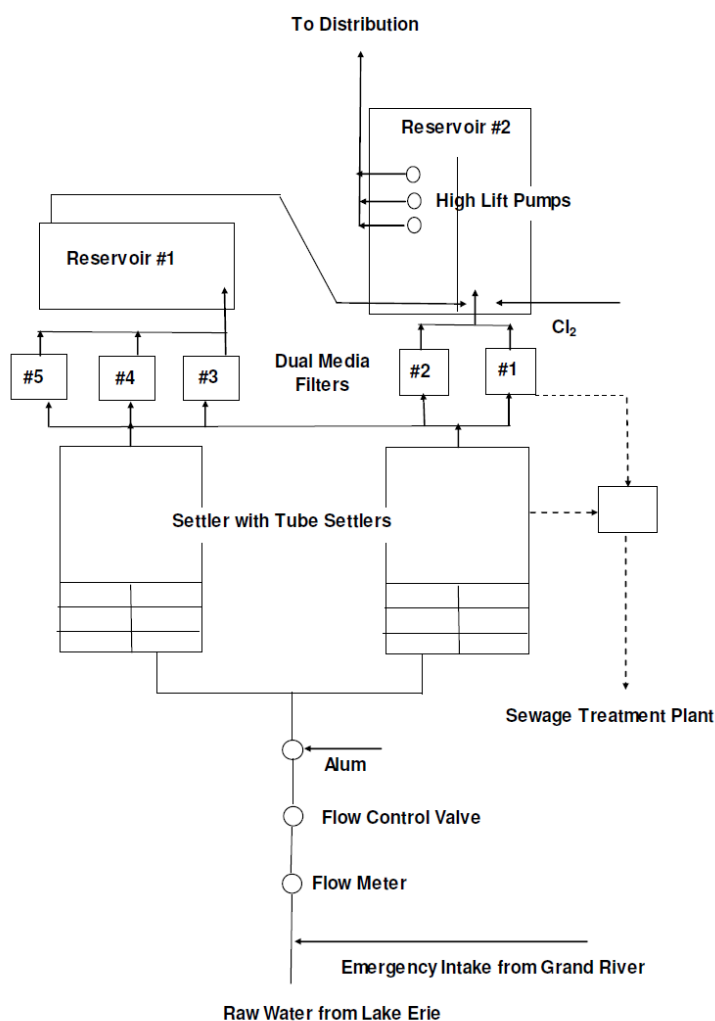 To Distribution
Reservoir #2
High Lift Pumps
Reservoir #1
Cl₂
Dual Media
Filters
#5
#4
#3
#2
#1
Settler with Tube Settlers
Sewage Treatment Plant
Alum
Flow Control Valve
Flow Meter
Emergency Intake from Grand River
Raw Water from Lake Erie